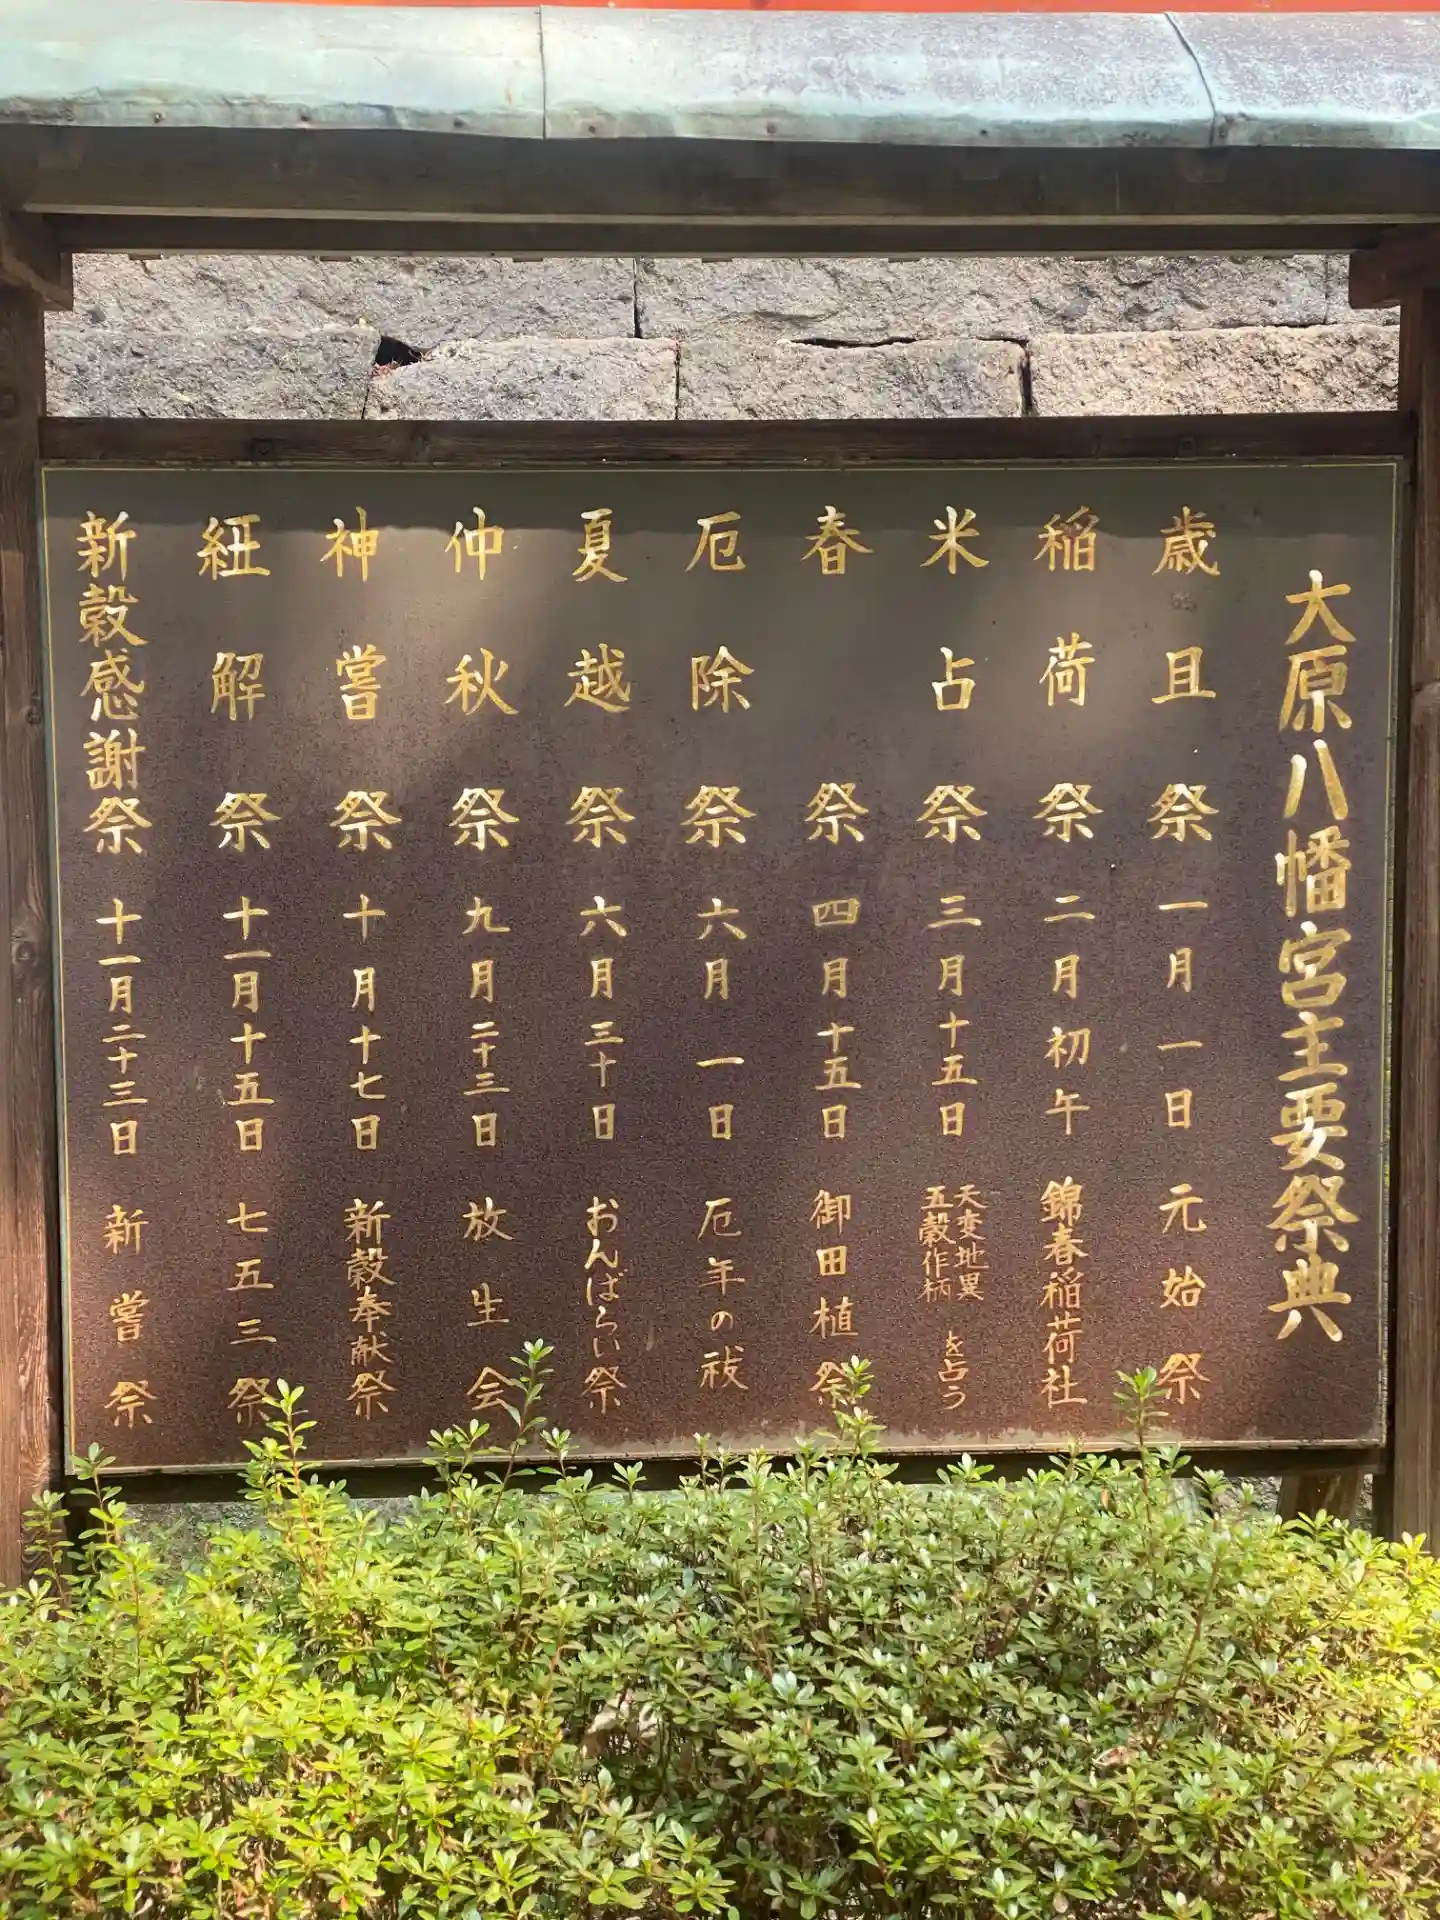 大原八幡宮主要祭典
歳旦祭 一月一日 元始祭
稲荷祭 二月初午 錦春稲荷社
米占祭 三月十五日 天変地異五穀作柄を占う
春祭 四月十五日 御田植祭
厄除祭 六月一日 厄年の祓
夏越祭 六月三十日 おんばらい祭
仲秋祭 九月二十三日 放生会
神嘗祭 十月十七日 新穀奉献祭
紐解祭 十一月十五日 七五三祭
新穀感謝祭 十一月二十三日 新嘗祭